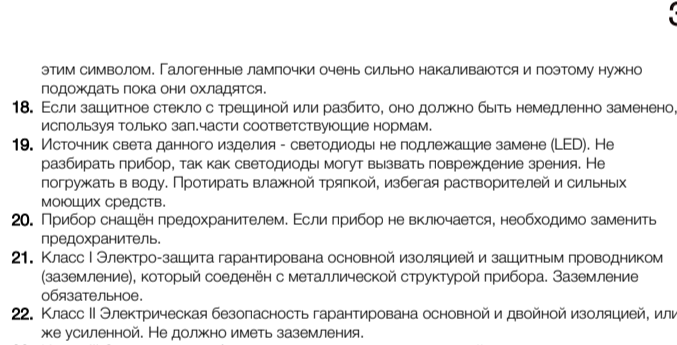 этим символом. Галогенные лампочки очень сильно накаливаются и поэтому нужно
подождать пока они охладятся.
18. Если защитное стекло с трещиной или разбито, оно должно быть немедленно заменено,
используя только зап.части соответствующие нормам.
19. Источник света данного изделия - светодиоды не подлежащие замене (LED). Не
разбирать прибор, так как светодиоды могут вызвать повреждение зрения. Не
погружать в воду. Протирать влажной тряпкой, избегая растворителей и сильных
моющих средств.
20. Прибор снащён предохранителем. Если прибор не включается, необходимо заменить
предохранитель.
21. Класс I Электро-защита гарантирована основной изоляцией и защитным проводником
(заземление), который соеденён с металлической структурой прибора. Заземление
обязательное.
22. Класс II Электрическая безопасность гарантирована основной и двойной изоляцией, или
же усиленной. Не должно иметь заземления.